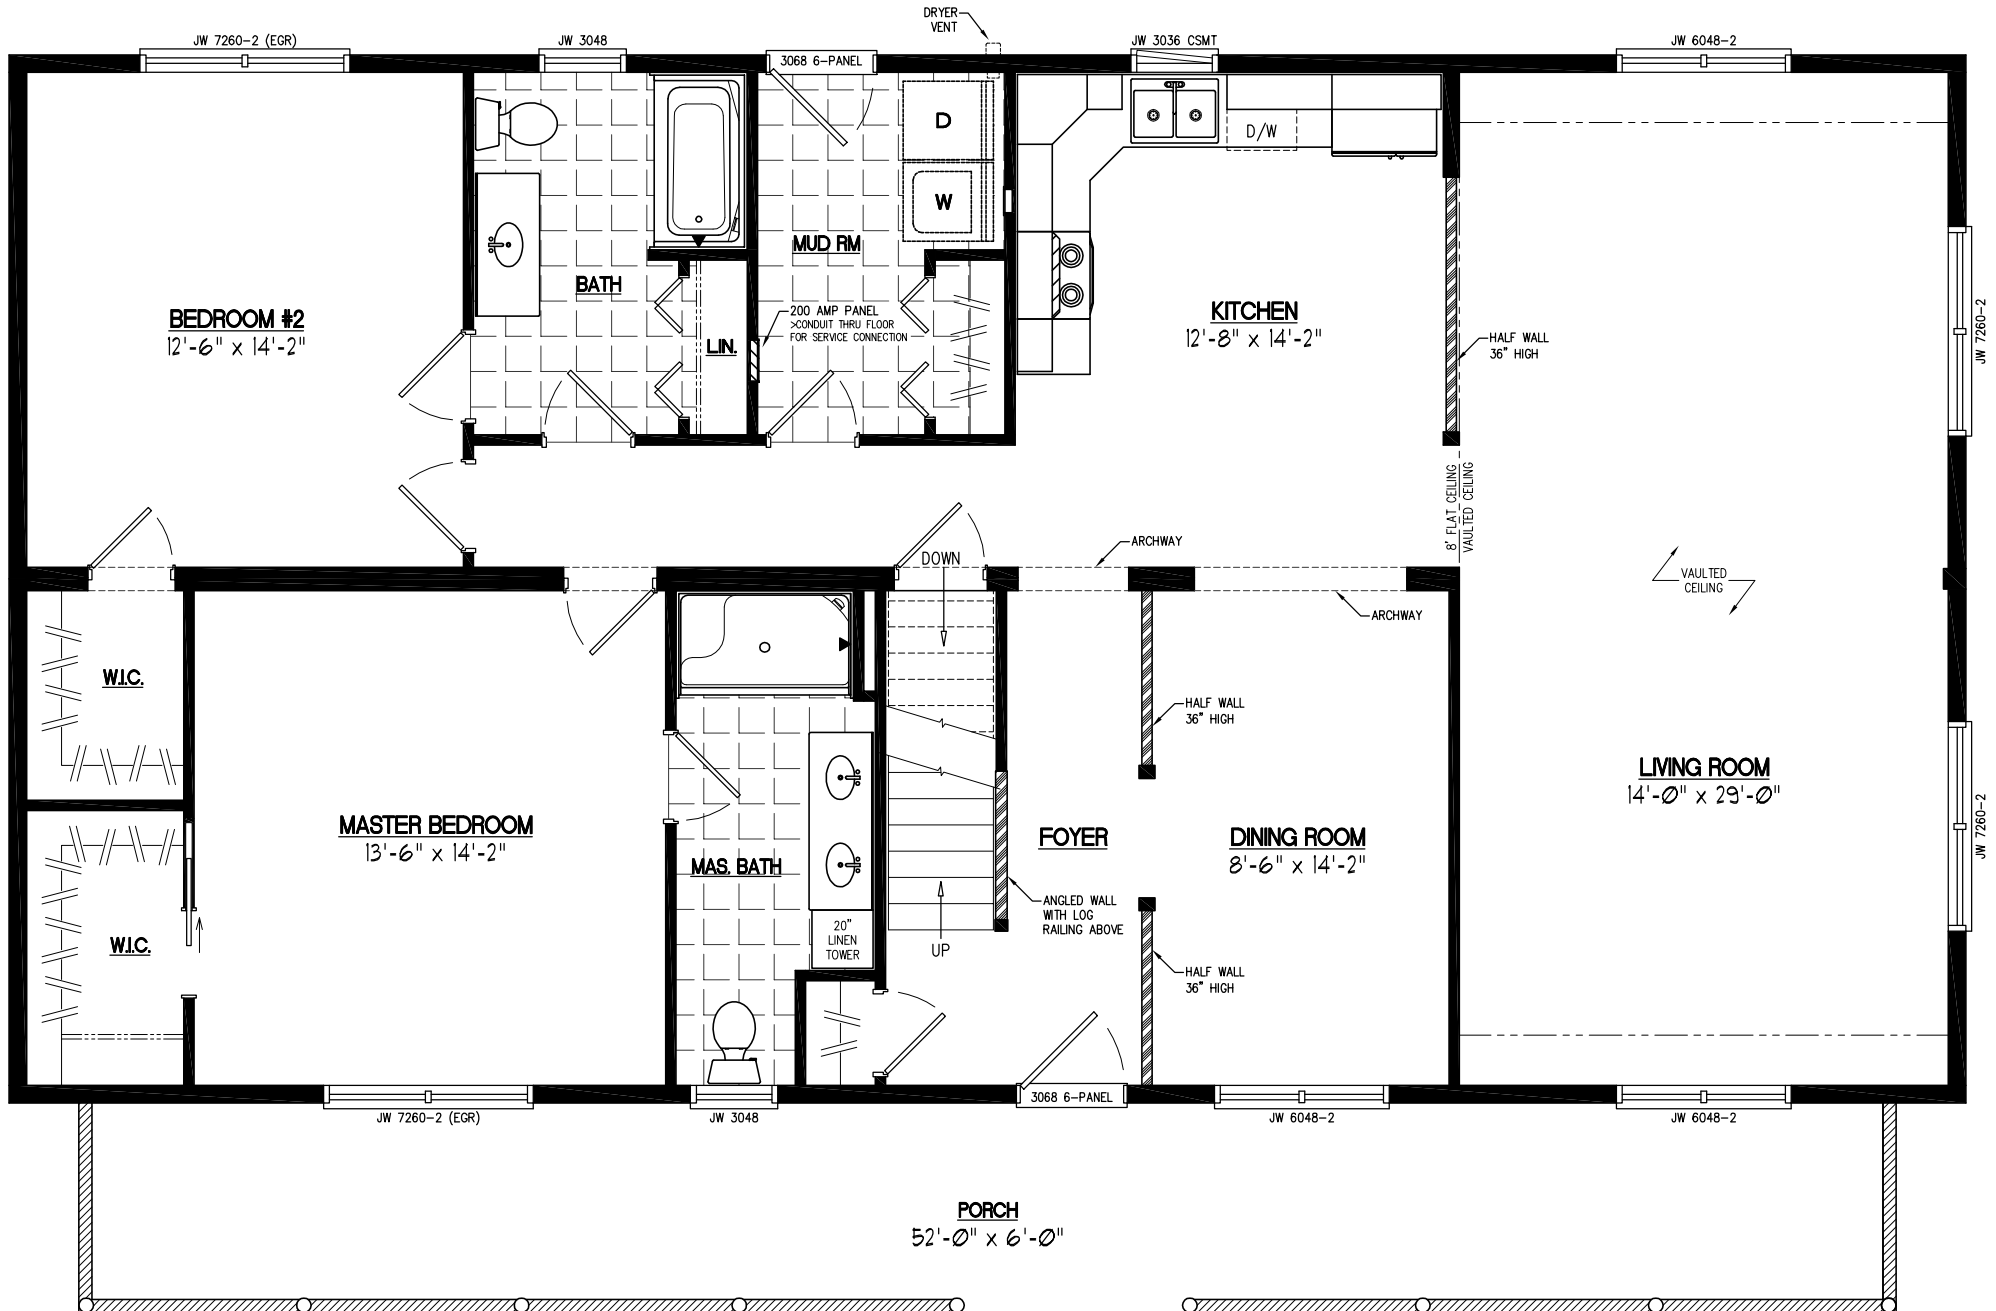 DRYER
VENT
JW 7260-2 (EGR)
JW 3048
JW 3036 CSMT
JW 6048-2
3068 6-PANEL
D
D/W
W
MUD RM
BATH
BEDROOM #2
12'-6" x 14'-2"
200 AMP PANEL
>CONDUIT THRU FLOOR
FOR SERVICE CONNECTION
LIN.
KITCHEN
12'-8" x 14'-2"
HALF WALL
36" HIGH
JW 7260-2
8' FLAT CEILING
VAULTED CEILING
ARCHWAY
DOWN
VAULTED
CEILING
ARCHWAY
W.I.C.
HALF WALL
36" HIGH
LIVING ROOM
14'-0" x 29'-0"
MASTER BEDROOM
13'-6" x 14'-2"
FOYER
DINING ROOM
8'-6" x 14'-2"
JW 7260-2
MAS. BATH
ANGLED WALL
WITH LOG
RAILING ABOVE
W.I.C.
20"
LINEN
TOWER
UP
HALF WALL
36" HIGH
3068 6-PANEL
JW 7260-2 (EGR)
JW 3048
JW 6048-2
JW 6048-2
PORCH
52'-0" x 6'-0"